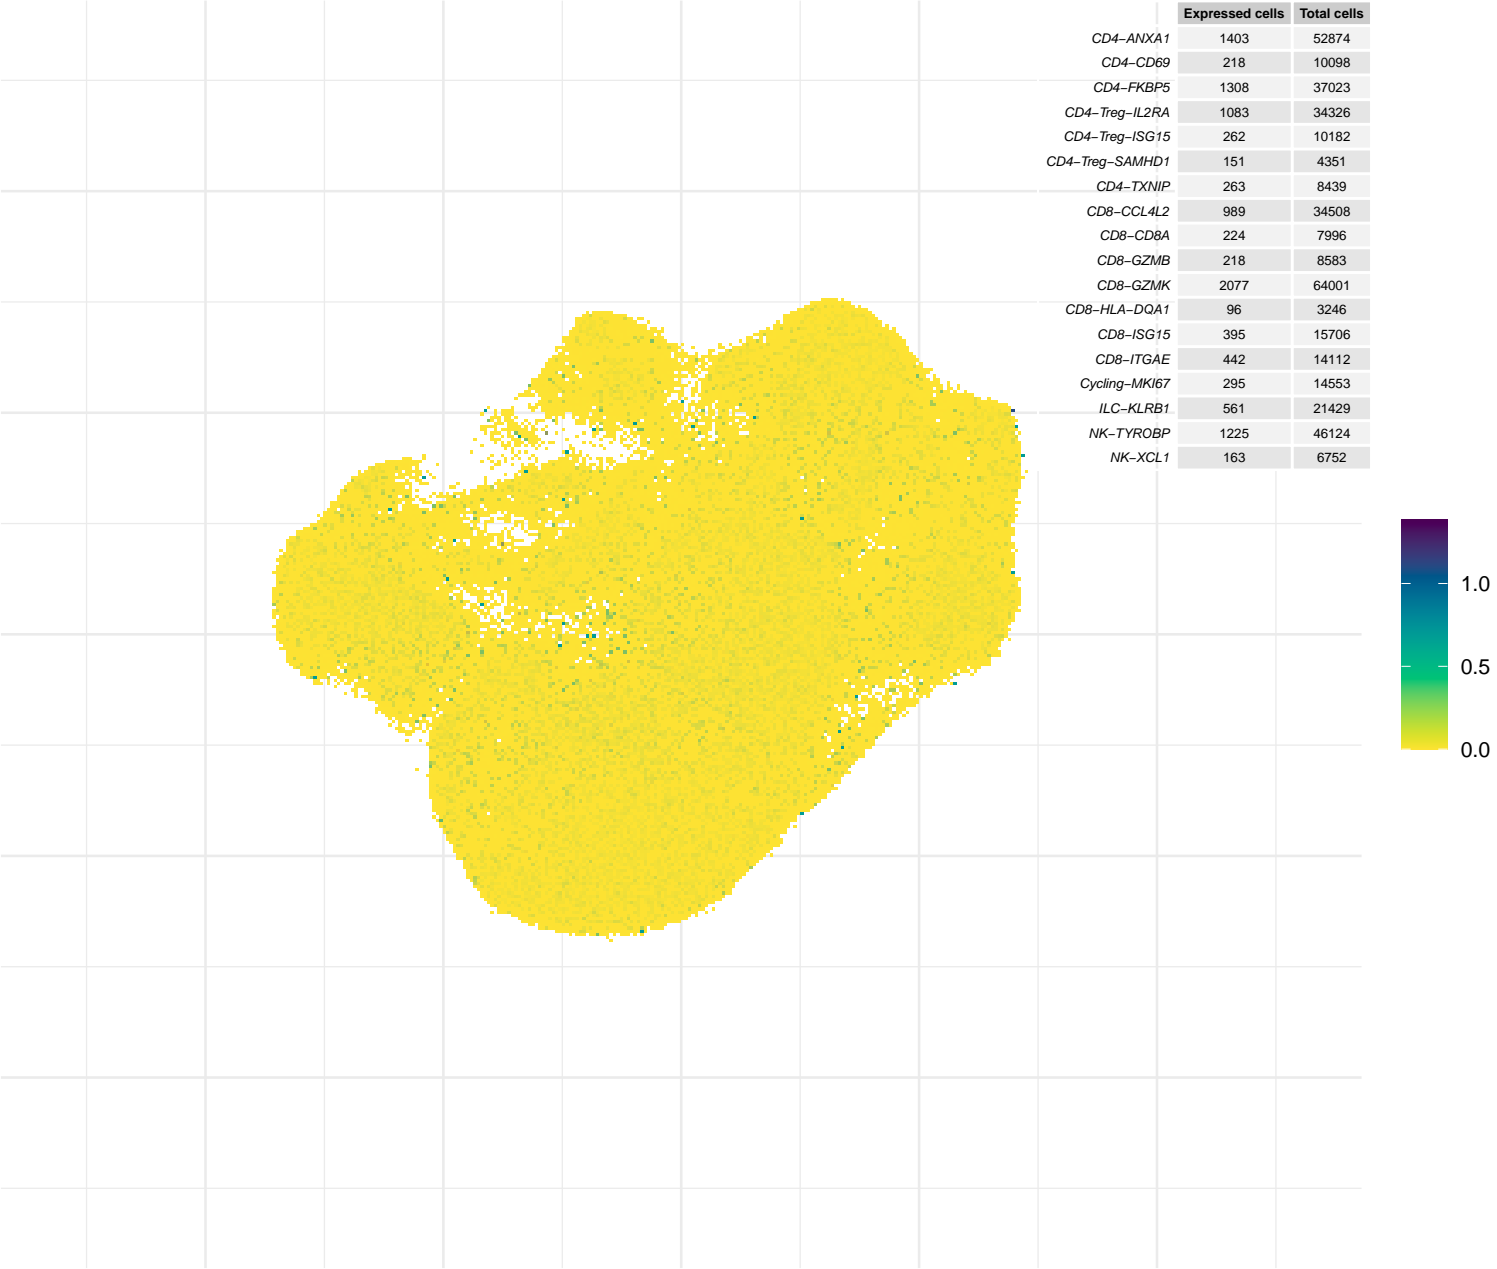 Expressed cells Total cells
CD4−ANXA1 1403 52874
CD4−CD69 218 10098
CD4−FKBP5 1308 37023
CD4−Treg−IL2RA 1083 34326
CD4−Treg−ISG15 262 10182
CD4−Treg−SAMHD1 151 4351
CD4−TXNIP 263 8439
CD8−CCL4L2 989 34508
CD8−CD8A 224 7996
CD8−GZMB 218 8583
CD8−GZMK 2077 64001
CD8−HLA−DQA1 96 3246
CD8−ISG15 395 15706
CD8−ITGAE 442 14112
Cycling−MKI67 295 14553
ILC−KLRB1 561 21429
NK−TYROBP 1225 46124
NK−XCL1 163 6752
1.0
0.5
0.0